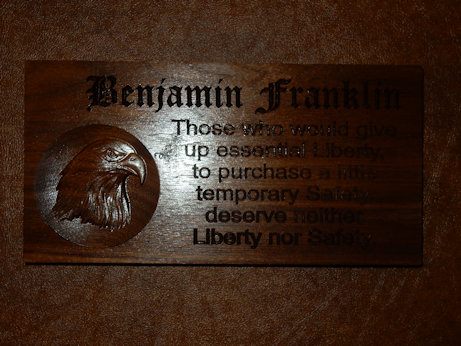 Benjamin Franklin
Those who would give
up essential Liberty,
to purchase a little
temporary Safety,
deserve neither
Liberty nor Safety.